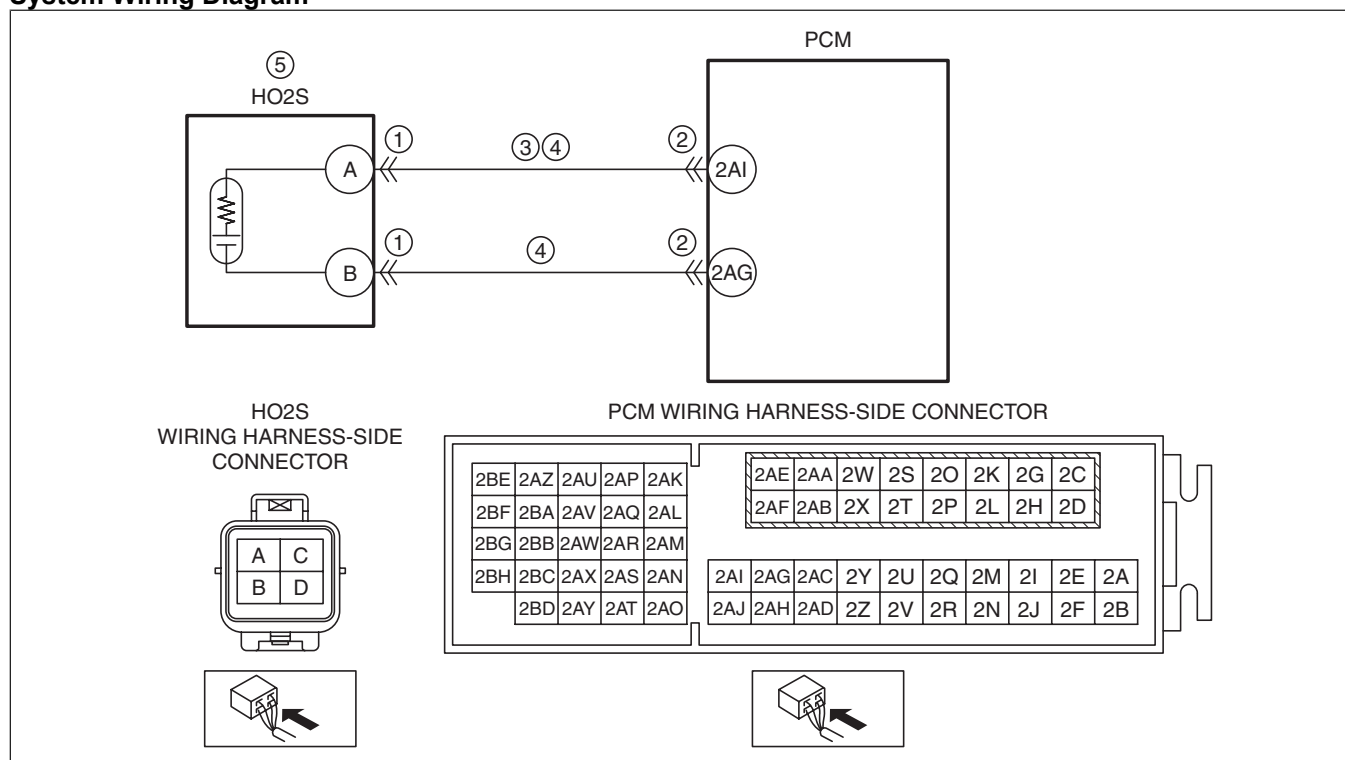 System Wiring Diagram
PCM
⑤
HO2S
① ③④ ②
A 2AI
① ④ ②
B 2AG
HO2S
WIRING HARNESS-SIDE
CONNECTOR
A C
B D
PCM WIRING HARNESS-SIDE CONNECTOR
2BE 2AZ 2AU 2AP 2AK
2BF 2BA 2AV 2AQ 2AL
2BG 2BB 2AW 2AR 2AM
2BH 2BC 2AX 2AS 2AN
2BD 2AY 2AT 2AO
2AE 2AA 2W 2S 2O 2K 2G 2C
2AF 2AB 2X 2T 2P 2L 2H 2D
2AI 2AG 2AC 2Y 2U 2Q 2M 2I 2E 2A
2AJ 2AH 2AD 2Z 2V 2R 2N 2J 2F 2B